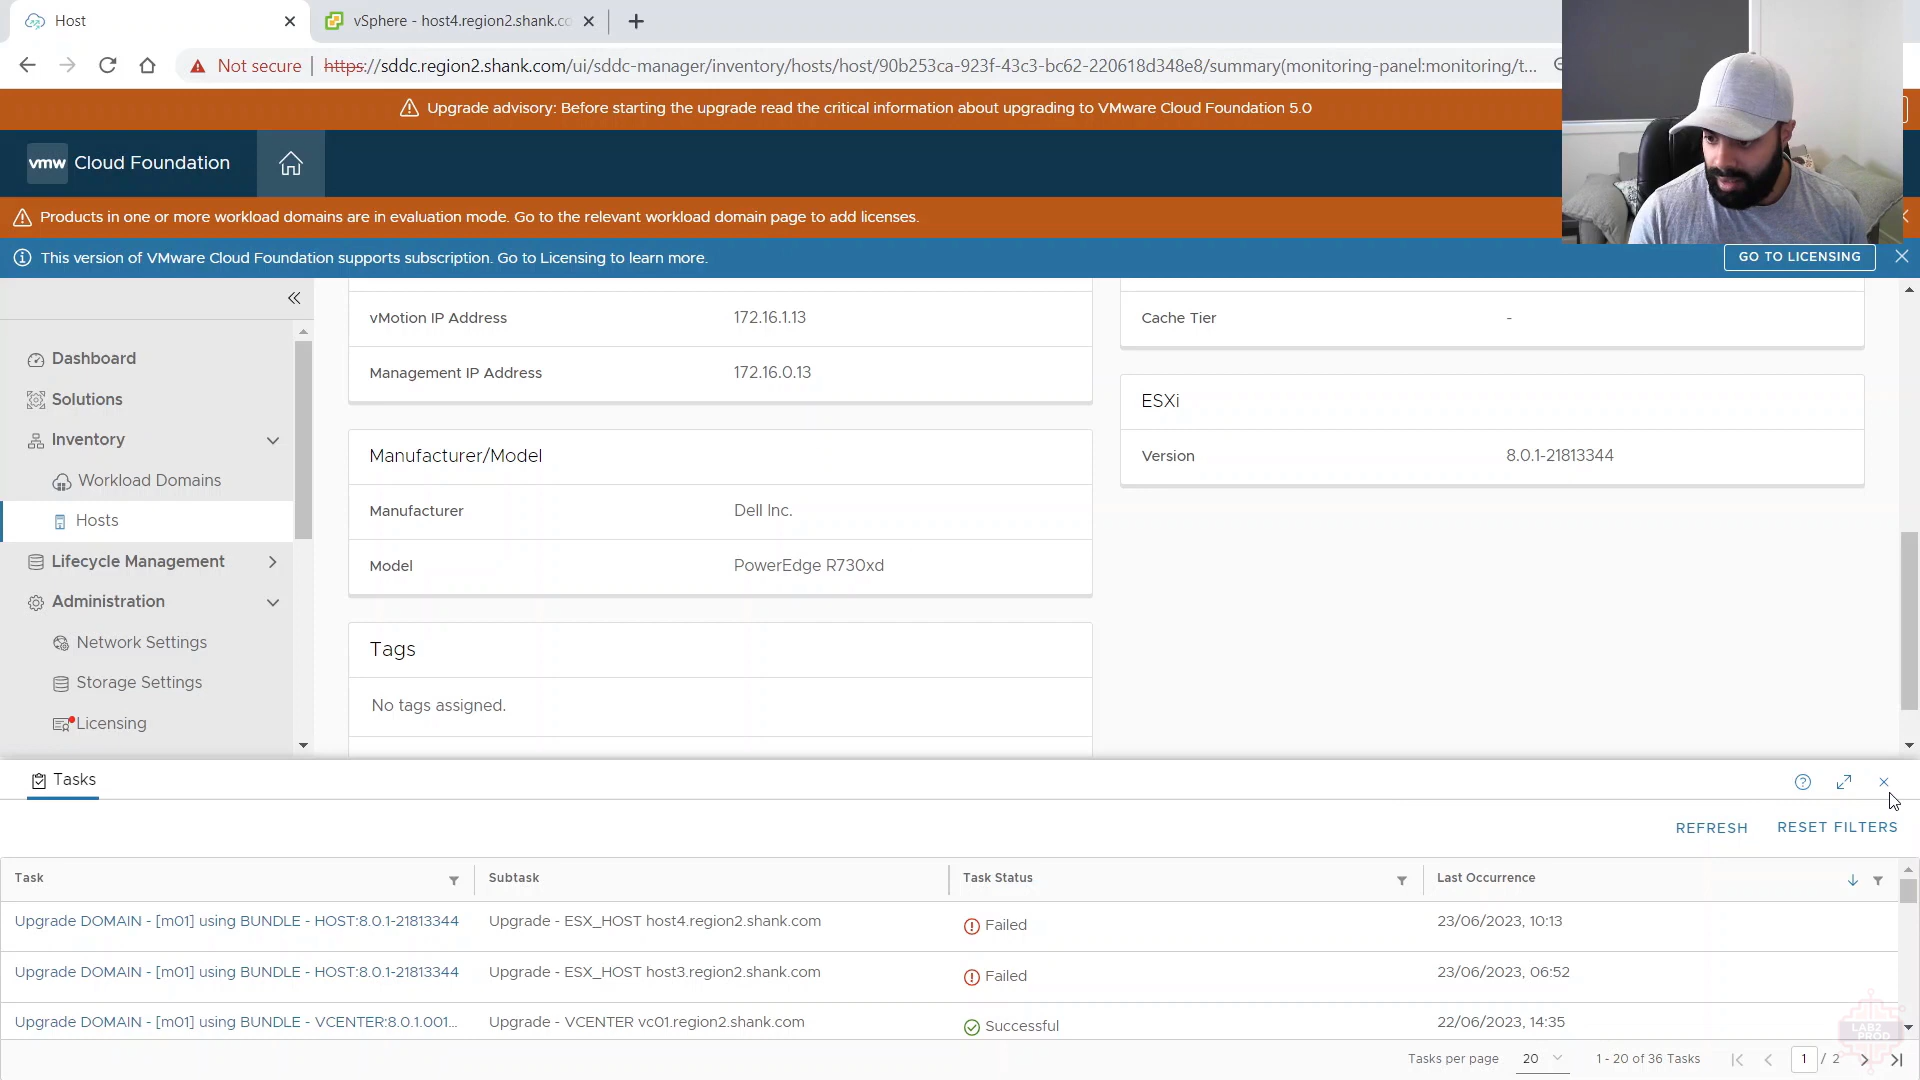 Host
vSphere - host4.region2.shank.co
Not secure | https://sddc.region2.shank.com/ui/sddc-manager/inventory/hosts/host/90b253ca-923f-43c3-bc62-220618d348e8/summary(monitoring-panel:monitoring/t...
Upgrade advisory: Before starting the upgrade read the critical information about upgrading to VMware Cloud Foundation 5.0
vmw Cloud Foundation
Products in one or more workload domains are in evaluation mode. Go to the relevant workload domain page to add licenses.
This version of VMware Cloud Foundation supports subscription. Go to Licensing to learn more.
GO TO LICENSING
Dashboard
Solutions
Inventory
Workload Domains
Hosts
Lifecycle Management
Administration
Network Settings
Storage Settings
Licensing
vMotion IP Address 172.16.1.13
Management IP Address 172.16.0.13
Manufacturer/Model
Manufacturer Dell Inc.
Model PowerEdge R730xd
Tags
No tags assigned.
Cache Tier -
ESXi
Version 8.0.1-21813344
Tasks
REFRESH RESET FILTERS
Task Subtask Task Status Last Occurrence
Upgrade DOMAIN - [m01] using BUNDLE - HOST:8.0.1-21813344 Upgrade - ESX_HOST host4.region2.shank.com Failed 23/06/2023, 10:13
Upgrade DOMAIN - [m01] using BUNDLE - HOST:8.0.1-21813344 Upgrade - ESX_HOST host3.region2.shank.com Failed 23/06/2023, 06:52
Upgrade DOMAIN - [m01] using BUNDLE - VCENTER:8.0.1.001... Upgrade - VCENTER vc01.region2.shank.com Successful 22/06/2023, 14:35
LAB2
PROD
Tasks per page 20 1 - 20 of 36 Tasks 1 / 2